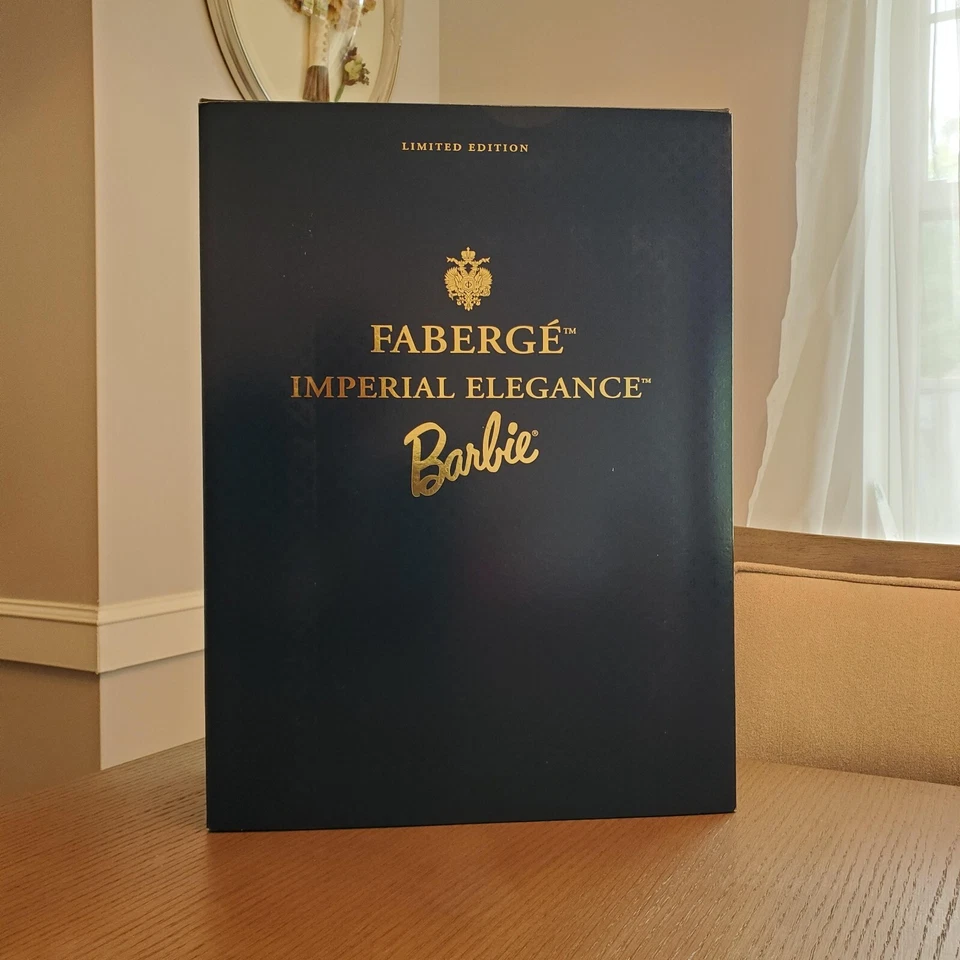 LIMITED EDITION
FABERGÉ™
IMPERIAL ELEGANCE™
Barbie®